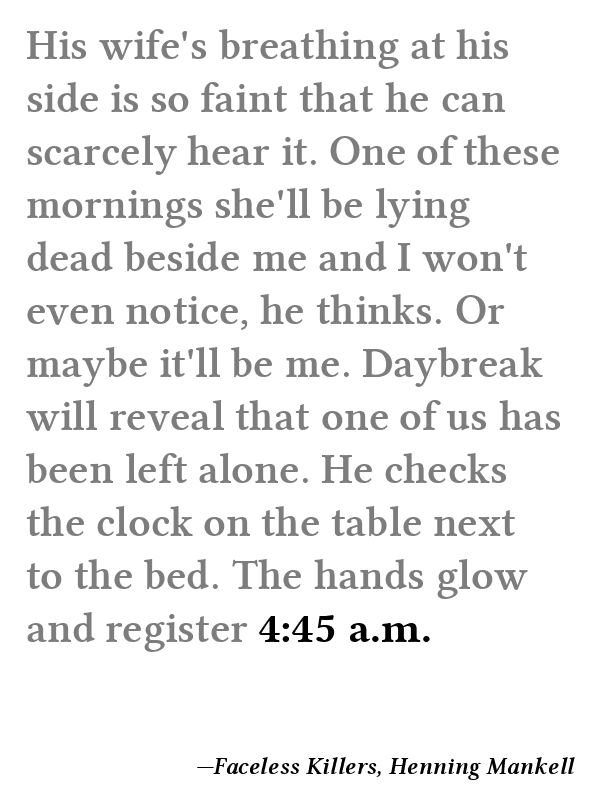 His wife's breathing at his
side is so faint that he can
scarcely hear it. One of these
mornings she'll be lying
dead beside me and I won't
even notice, he thinks. Or
maybe it'll be me. Daybreak
will reveal that one of us has
been left alone. He checks
the clock on the table next
to the bed. The hands glow
and register 4:45 a.m.
—Faceless Killers, Henning Mankell